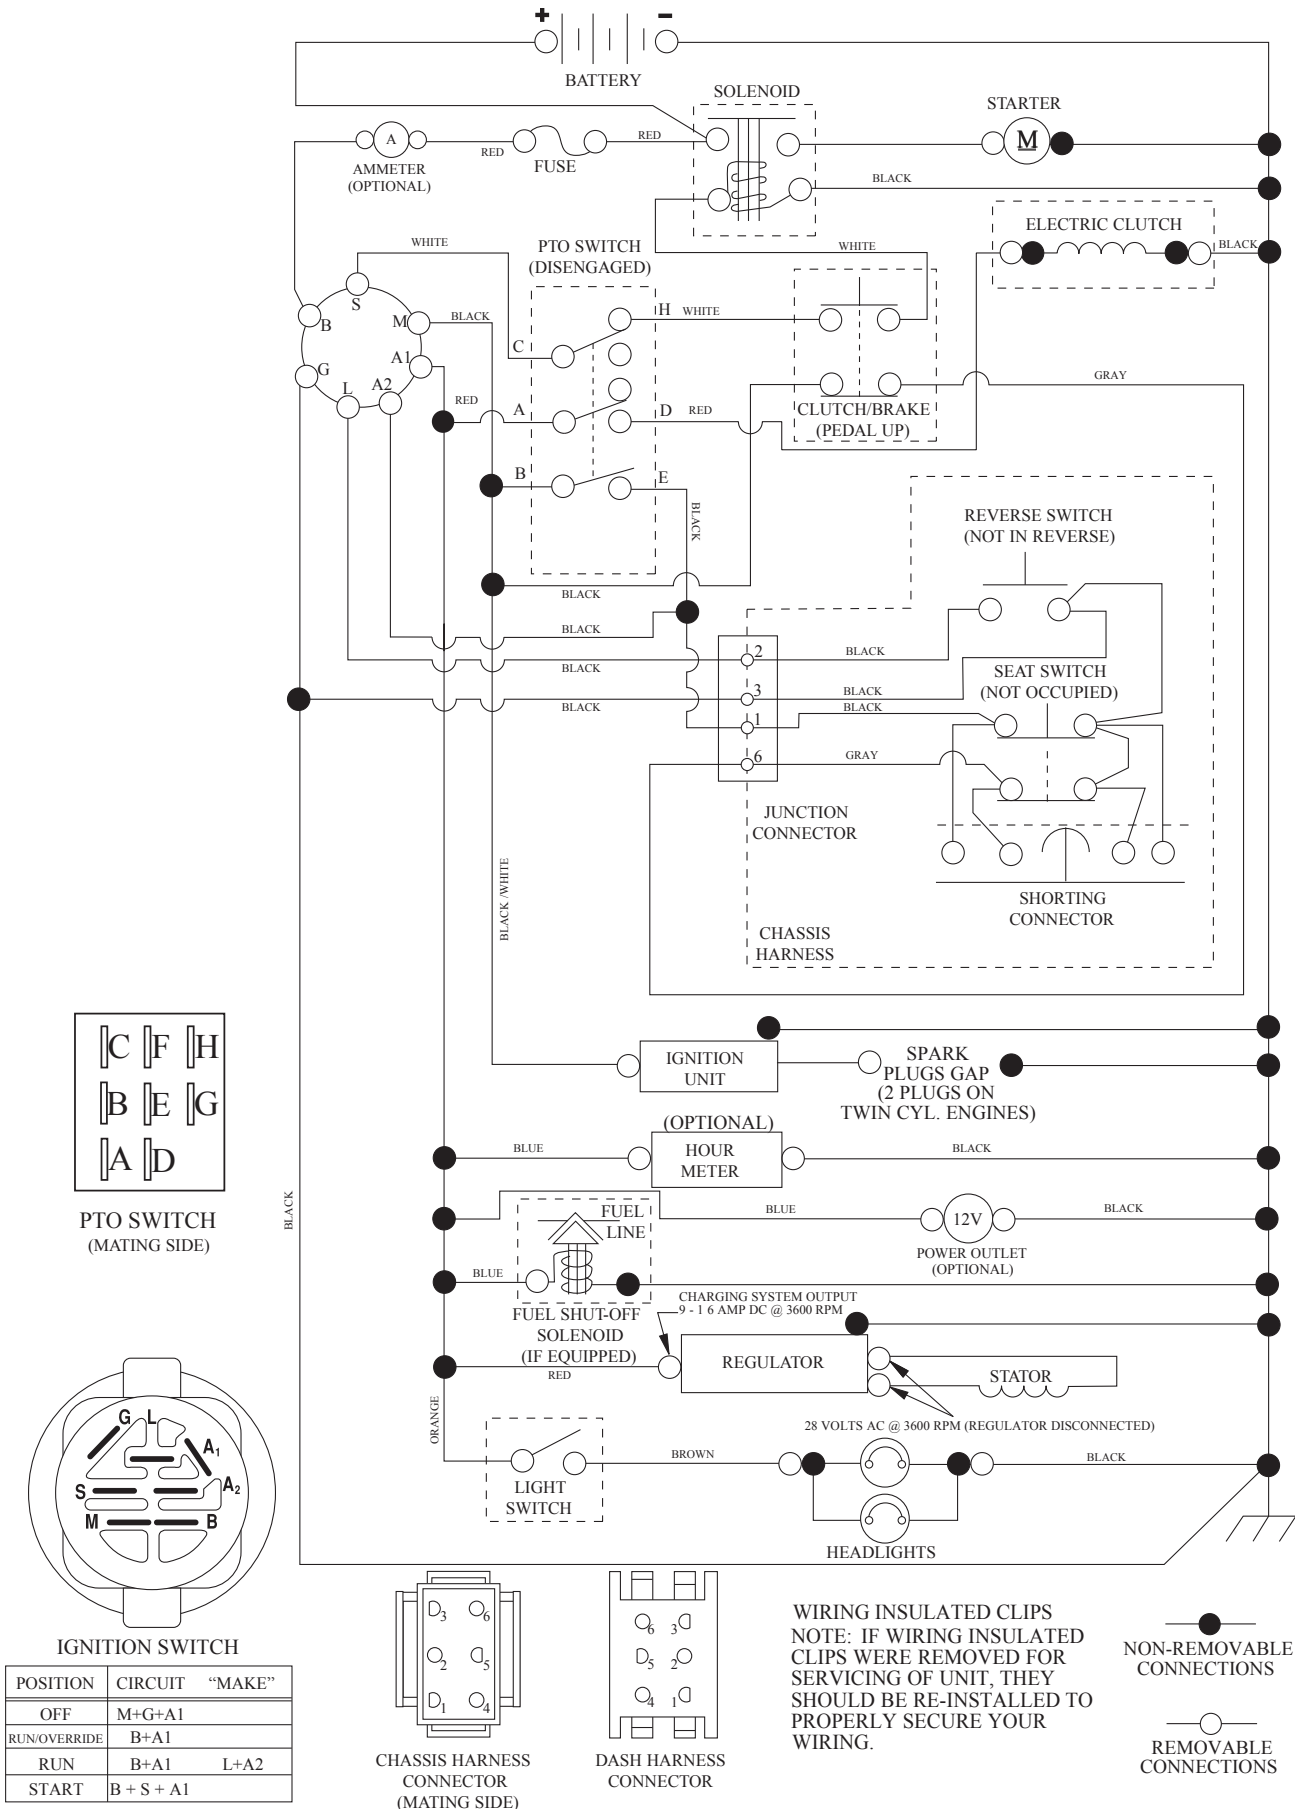 +
−
BATTERY
SOLENOID
STARTER
A
RED
FUSE
RED
M
AMMETER
(OPTIONAL)
BLACK
WHITE
PTO SWITCH
(DISENGAGED)
WHITE
ELECTRIC CLUTCH
BLACK
S
B
M
BLACK
H
WHITE
C
A1
G
A2
L
GRAY
RED
A
D
RED
CLUTCH/BRAKE
(PEDAL UP)
B
E
BLACK
REVERSE SWITCH
(NOT IN REVERSE)
BLACK
BLACK
2
BLACK
BLACK
SEAT SWITCH
(NOT OCCUPIED)
3
BLACK
BLACK
BLACK
1
6
GRAY
JUNCTION
CONNECTOR
BLACK /WHITE
SHORTING
CONNECTOR
CHASSIS
HARNESS
C F H
B E G
A D
PTO SWITCH
(MATING SIDE)
BLACK
IGNITION
UNIT
SPARK
PLUGS GAP
(2 PLUGS ON
TWIN CYL. ENGINES)
(OPTIONAL)
BLUE
HOUR
METER
BLACK
FUEL
LINE
BLUE
12V
BLACK
POWER OUTLET
(OPTIONAL)
BLUE
CHARGING SYSTEM OUTPUT
9 - 1 6 AMP DC @ 3600 RPM
FUEL SHUT-OFF
SOLENOID
(IF EQUIPPED)
RED
REGULATOR
STATOR
28 VOLTS AC @ 3600 RPM (REGULATOR DISCONNECTED)
ORANGE
BROWN
BLACK
LIGHT
SWITCH
HEADLIGHTS
G L
A1
S
A2
M
B
IGNITION SWITCH
POSITION CIRCUIT “MAKE”
OFF M+G+A1
RUN/OVERRIDE B+A1
RUN B+A1 L+A2
START B + S + A1
3 6
2 5
1 4
CHASSIS HARNESS
CONNECTOR
(MATING SIDE)
6 3
5 2
4 1
DASH HARNESS
CONNECTOR
WIRING INSULATED CLIPS
NOTE: IF WIRING INSULATED
CLIPS WERE REMOVED FOR
SERVICING OF UNIT, THEY
SHOULD BE RE-INSTALLED TO
PROPERLY SECURE YOUR
WIRING.
NON-REMOVABLE
CONNECTIONS
REMOVABLE
CONNECTIONS